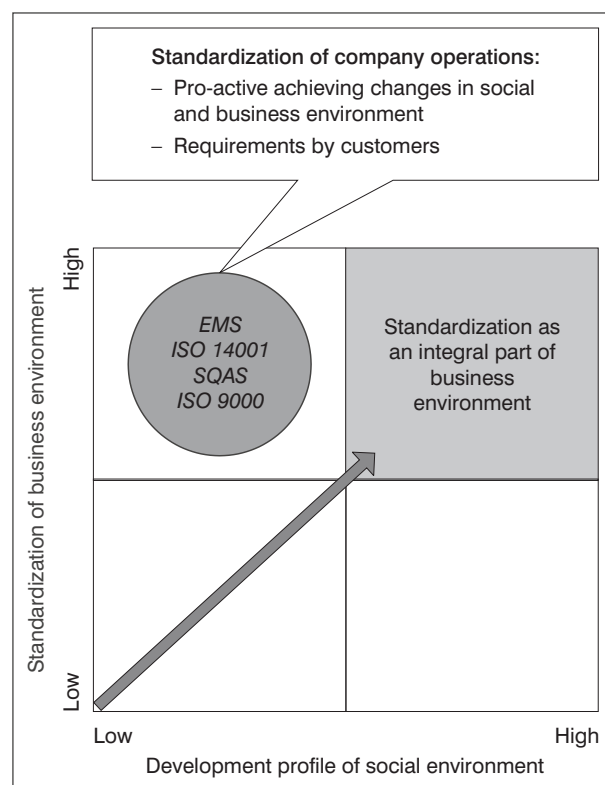 Standardization of company operations:
– Pro-active achieving changes in social
and business environment
– Requirements by customers
High
Standardization of business environment
EMS
ISO 14001
SQAS
ISO 9000
Standardization as
an integral part of
business
environment
Low
Low
High
Development profile of social environment